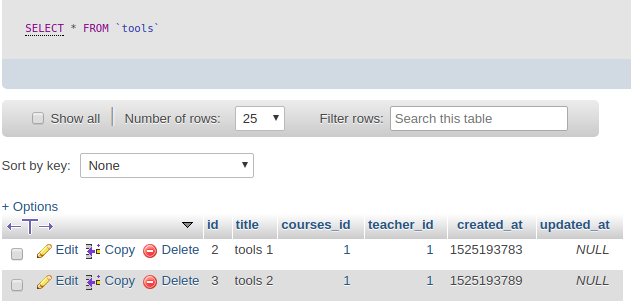 SELECT * FROM `tools`
Show all Number of rows: 25 Filter rows: Search this table
Sort by key: None
+ Options
id title courses_id teacher_id created_at updated_at
Edit Copy Delete 2 tools 1 1 1 1525193783 NULL
Edit Copy Delete 3 tools 2 1 1 1525193789 NULL